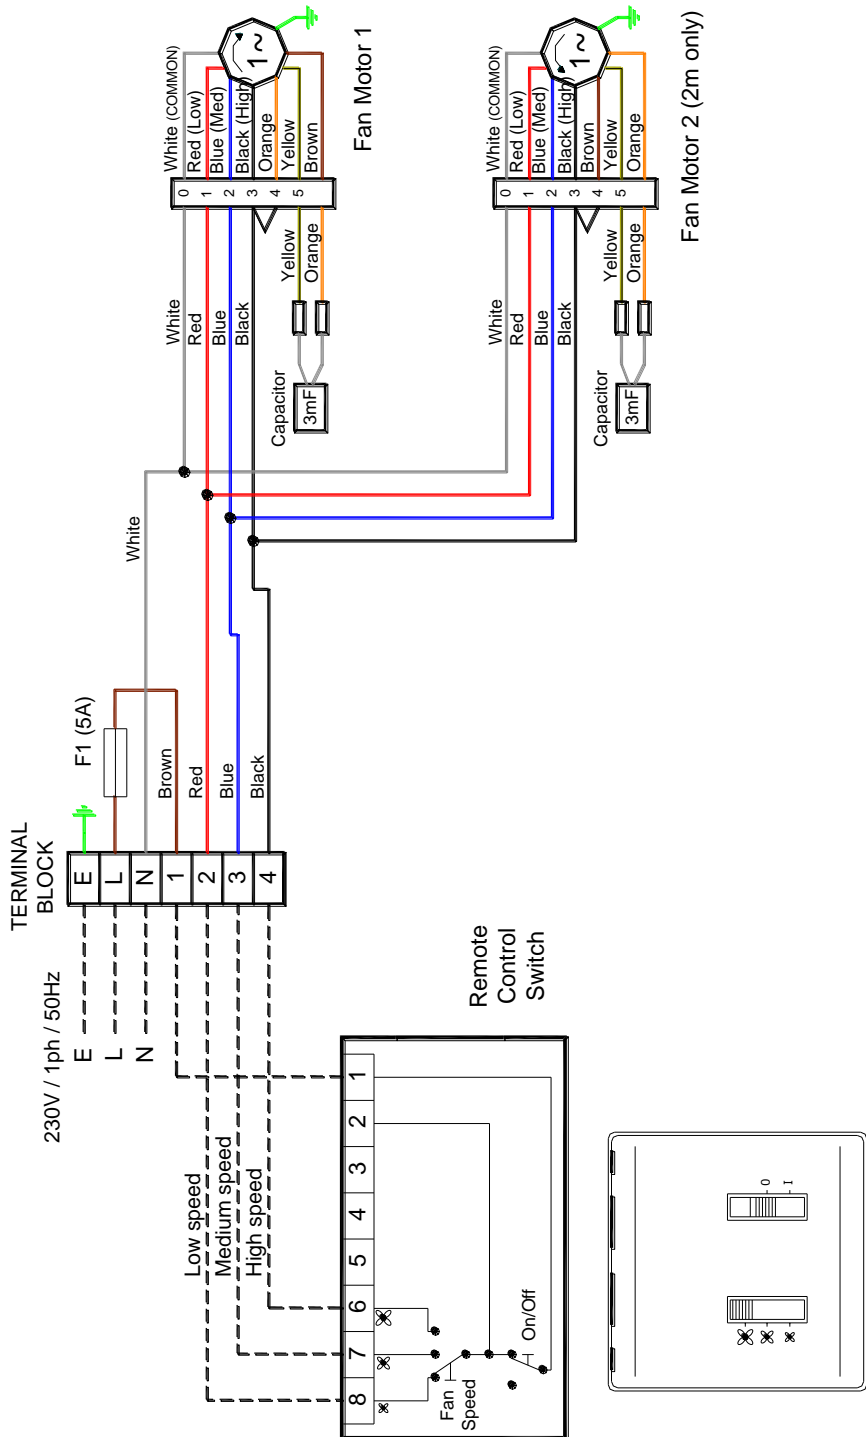 TERMINAL
BLOCK
230V / 1ph / 50Hz
E
L
N
E
L
N
1
2
3
4
F1 (5A)
White
Brown
Red
Blue
Black
White
Red
Blue
Black
Yellow
Orange
Capacitor
3mF
0
1
2
3
4
5
White (COMMON)
Red (Low)
Blue (Med)
Black (High)
Orange
Yellow
Brown
1~
Fan Motor 1
Low speed
Medium speed
High speed
8
7
6
5
4
3
2
1
Fan
Speed
On/Off
Remote
Control
Switch
White
Red
Blue
Black
Yellow
Orange
Capacitor
3mF
0
1
2
3
4
5
White (COMMON)
Red (Low)
Blue (Med)
Black (High)
Brown
Yellow
Orange
1~
Fan Motor 2 (2m only)
0
I